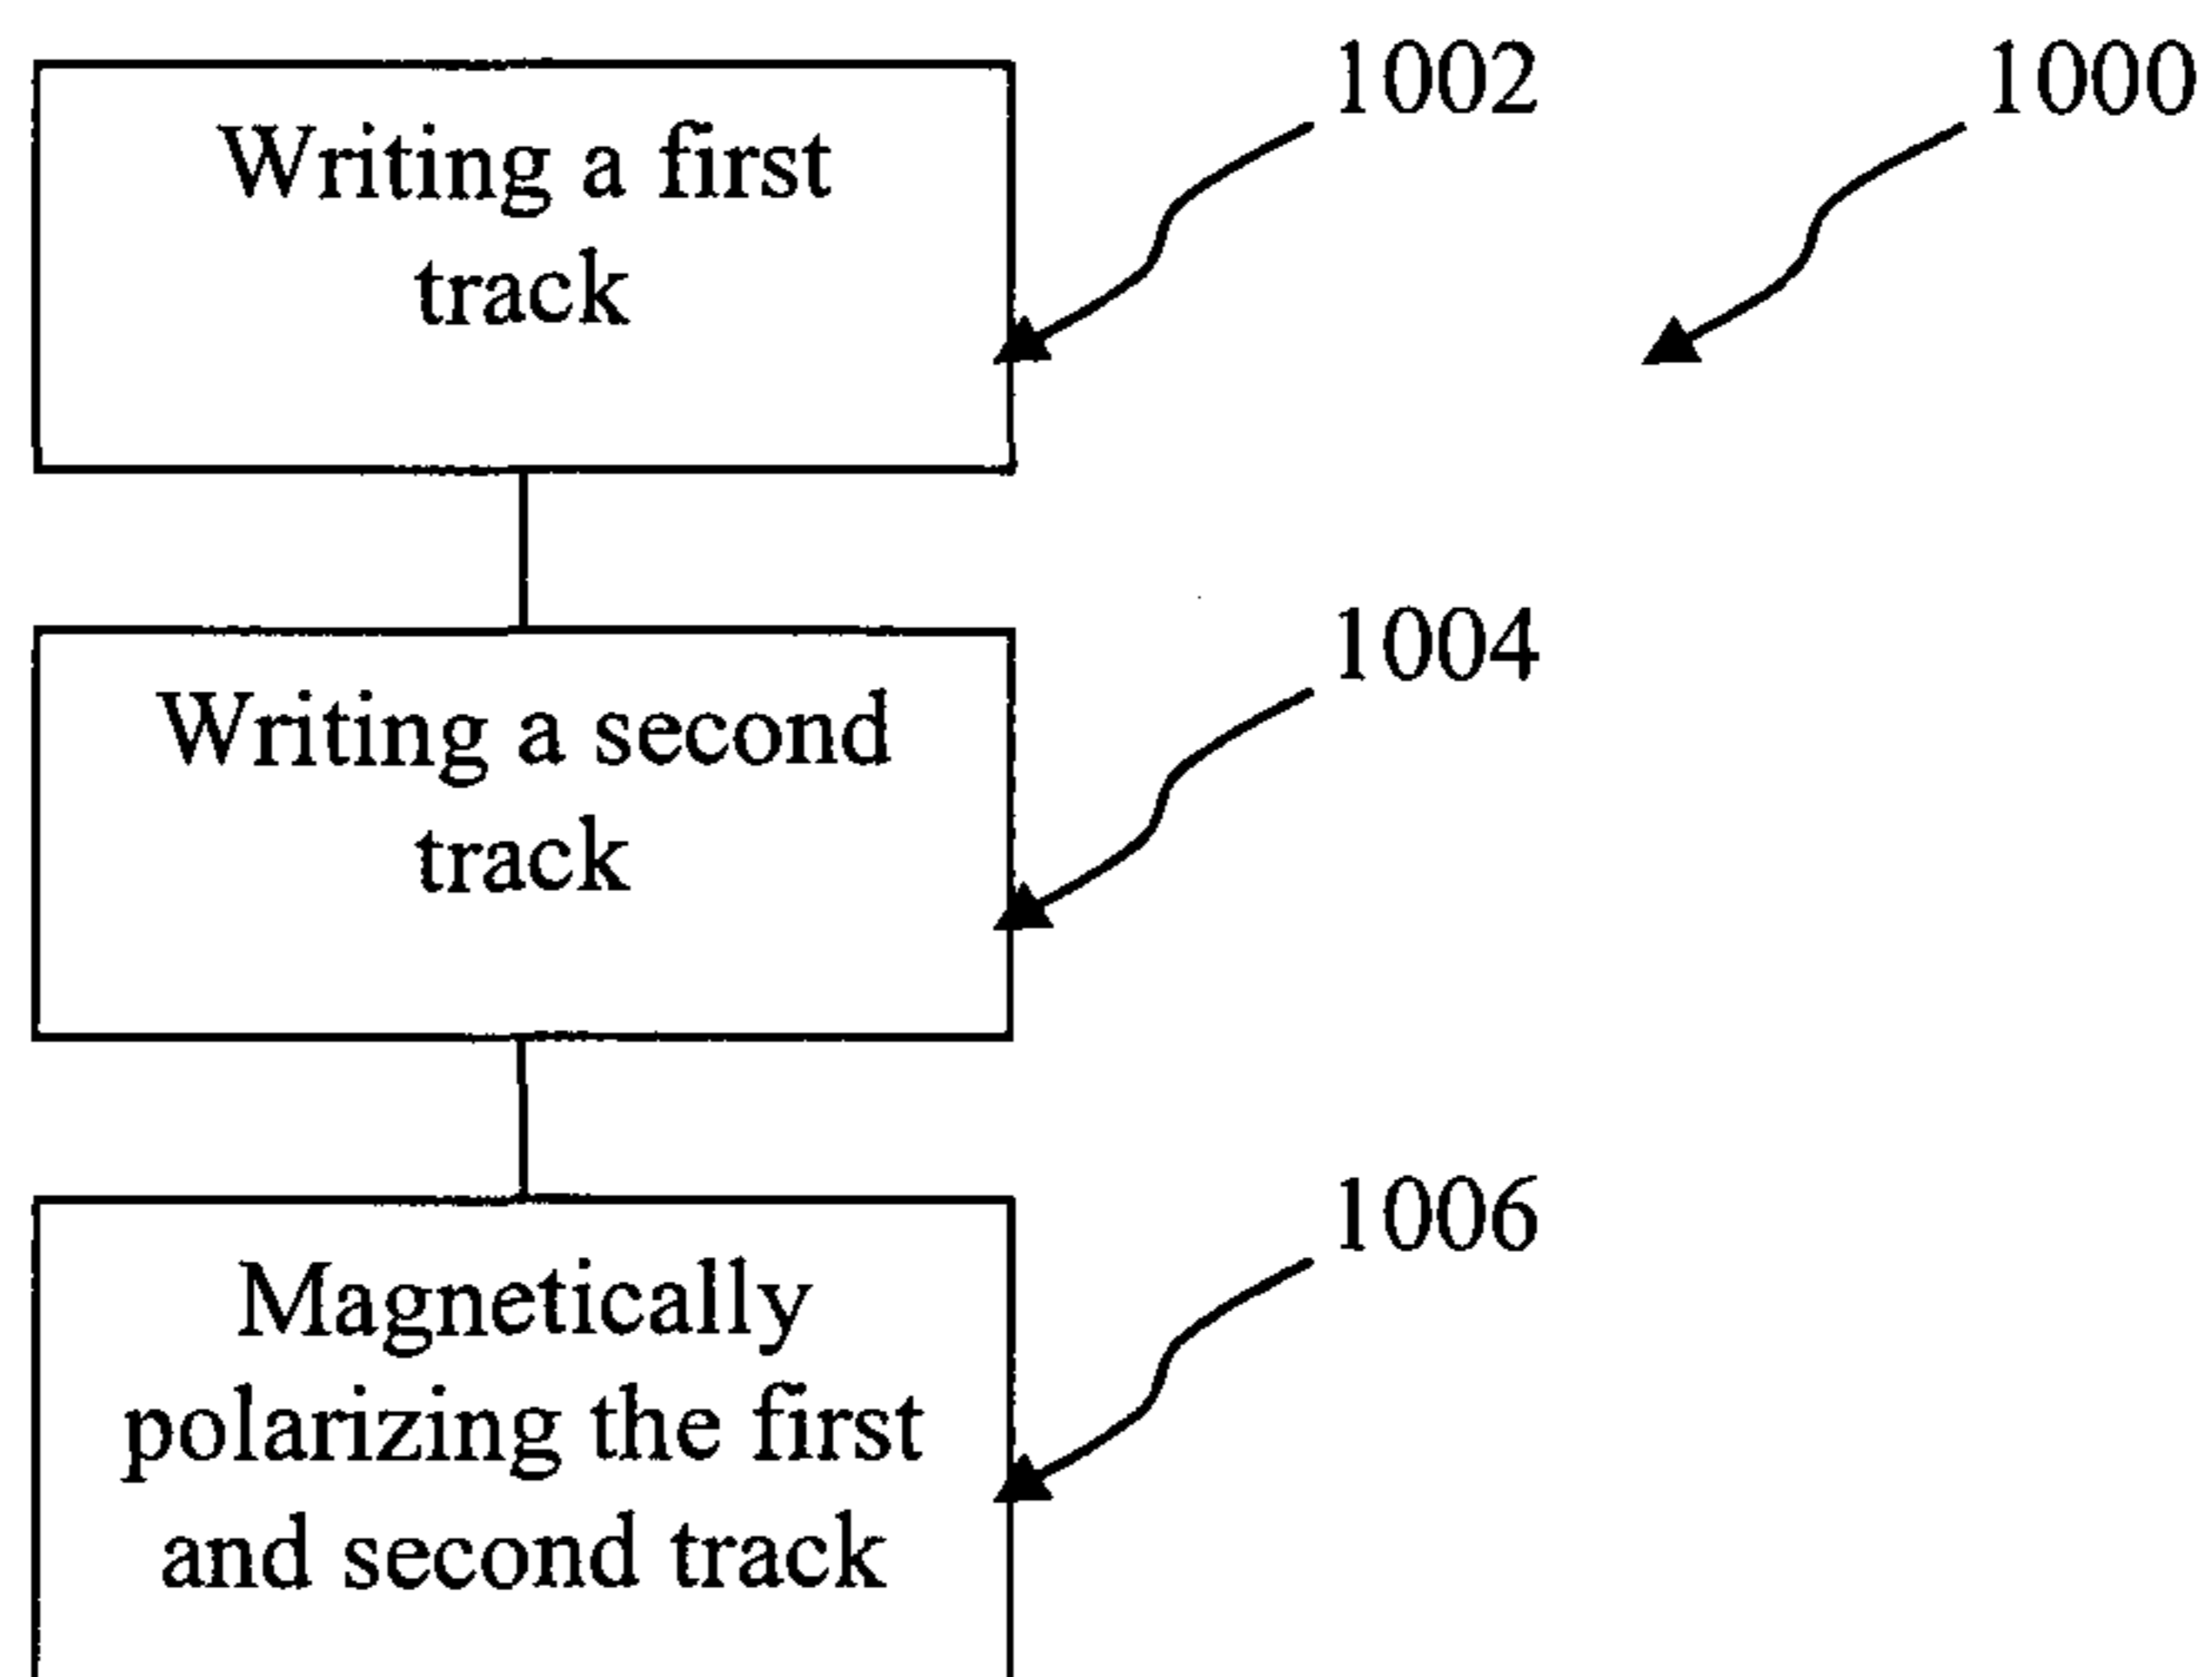 1002
1000
Writing a first
track
1004
Writing a second
track
1006
Magnetically
polarizing the first
and second track